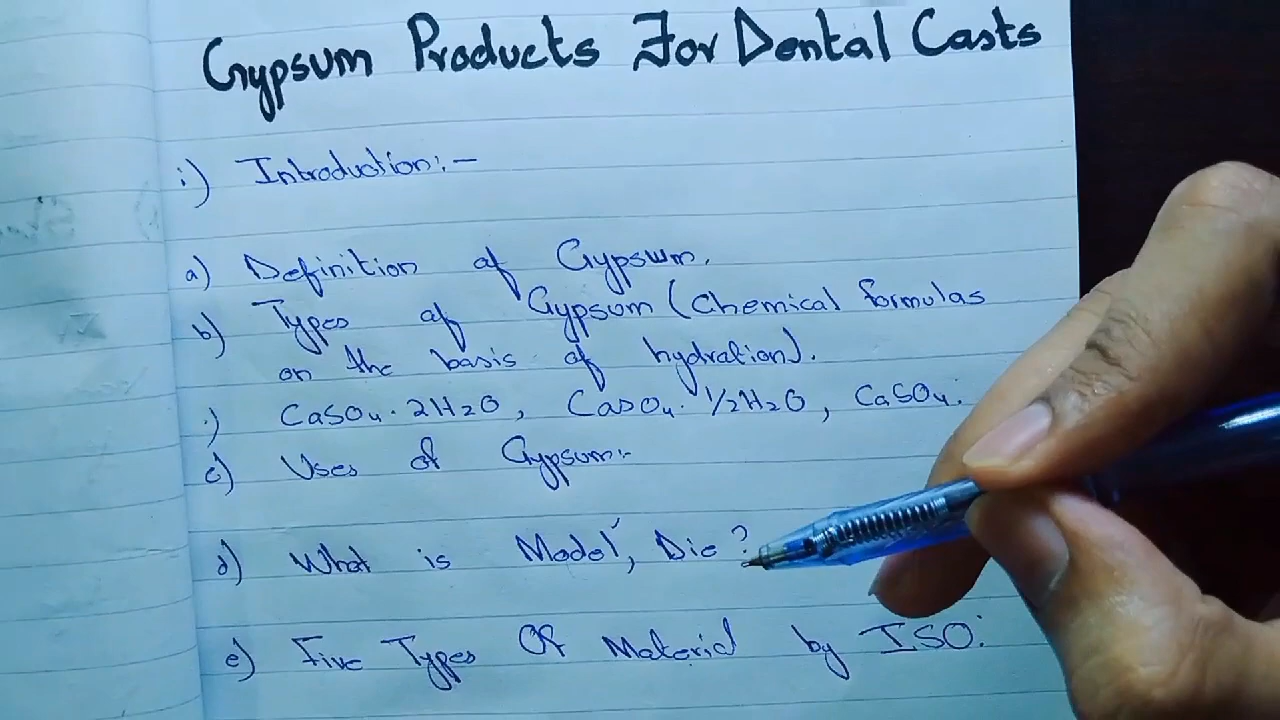 Gypsum Products For Dental Casts
i) Introduction:-
a) Definition of Gypsum.
b) Types of Gypsum (Chemical formulas
on the basis of hydration).
.) CaSO4. 2H2O, CaSO4. 1/2H2O, CaSO4.
c) Uses of Gypsum:-
d) What is Model, Die?
e) Five Types Of Material by ISO: